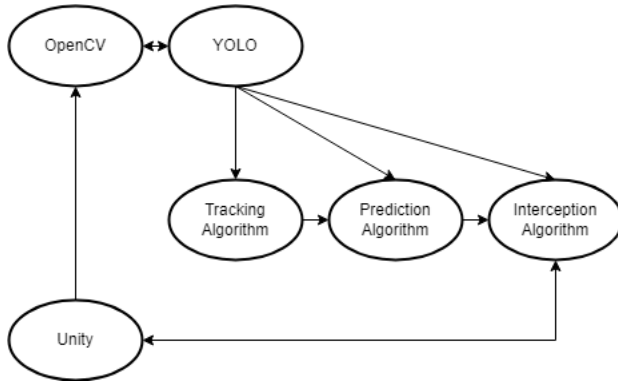 OpenCV
YOLO
Tracking
Algorithm
Prediction
Algorithm
Interception
Algorithm
Unity